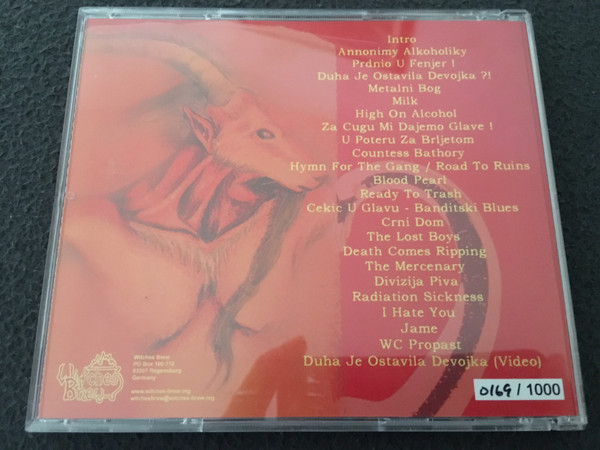 Intro
Annonimy Alkoholiky
Prdnio U Fenjer !
Duha Je Ostavila Devojka ?!
Metalni Bog
Milk
High On Alcohol
Za Cugu Mi Dajemo Glave !
U Poteru Za Brljetom
Countess Bathory
Hymn For The Gang / Road To Ruins
Blood Pearl
Ready To Trash
Cekic U Glavu - Banditski Blues
Crni Dom
The Lost Boys
Death Comes Ripping
The Mercenary
Divizija Piva
Radiation Sickness
I Hate You
Jame
WC Propast
Duha Je Ostavila Devojka (Video)
Witches Brew
Germany
0169 / 1000